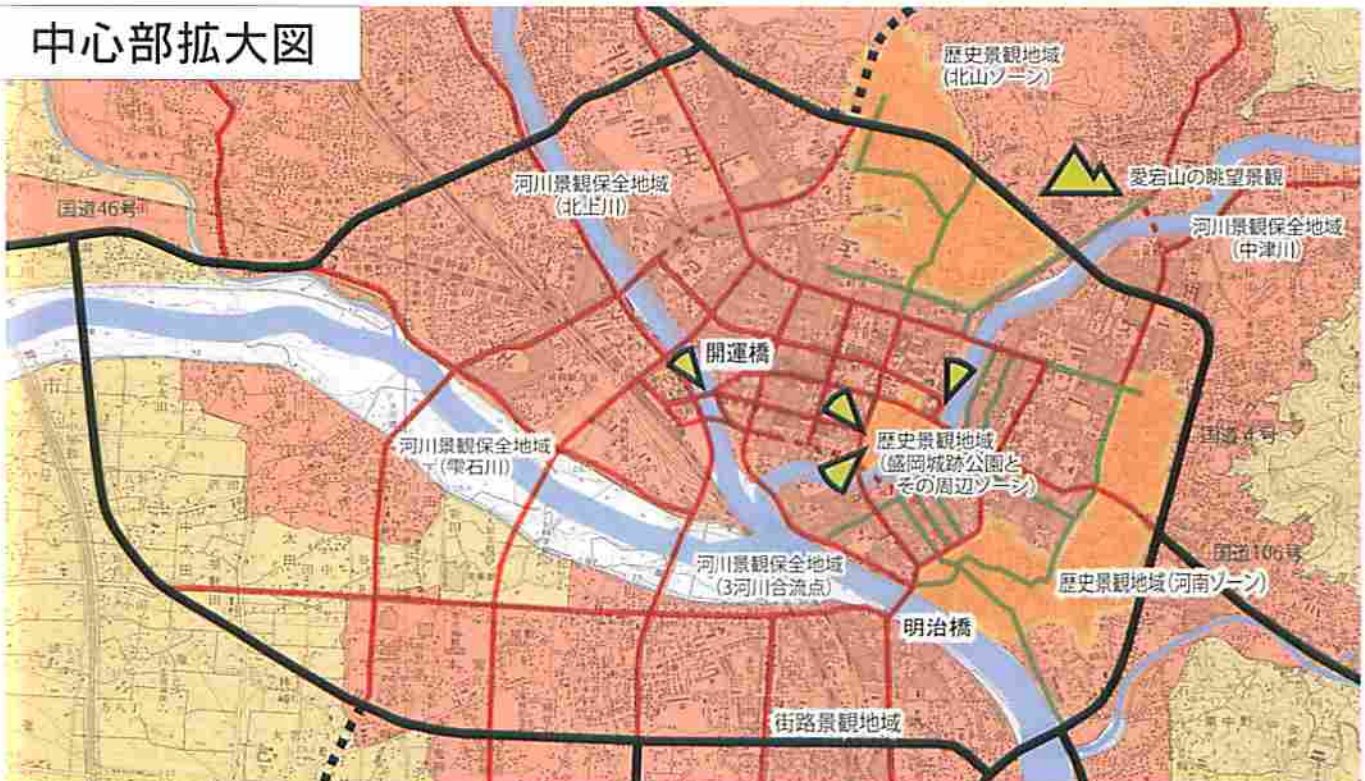 中心部拡大図
歴史景観地域
(北山ゾーン)
河川景観保全地域
(北上川)
愛宕山の眺望景観
国道46号
河川景観保全地域
(中津川)
開運橋
国道4号
河川景観保全地域
(雫石川)
歴史景観地域
(盛岡城跡公園と
その周辺ゾーン)
河川景観保全地域
(3河川合流点)
国道106号
歴史景観地域(河南ゾーン)
明治橋
街路景観地域
東中野